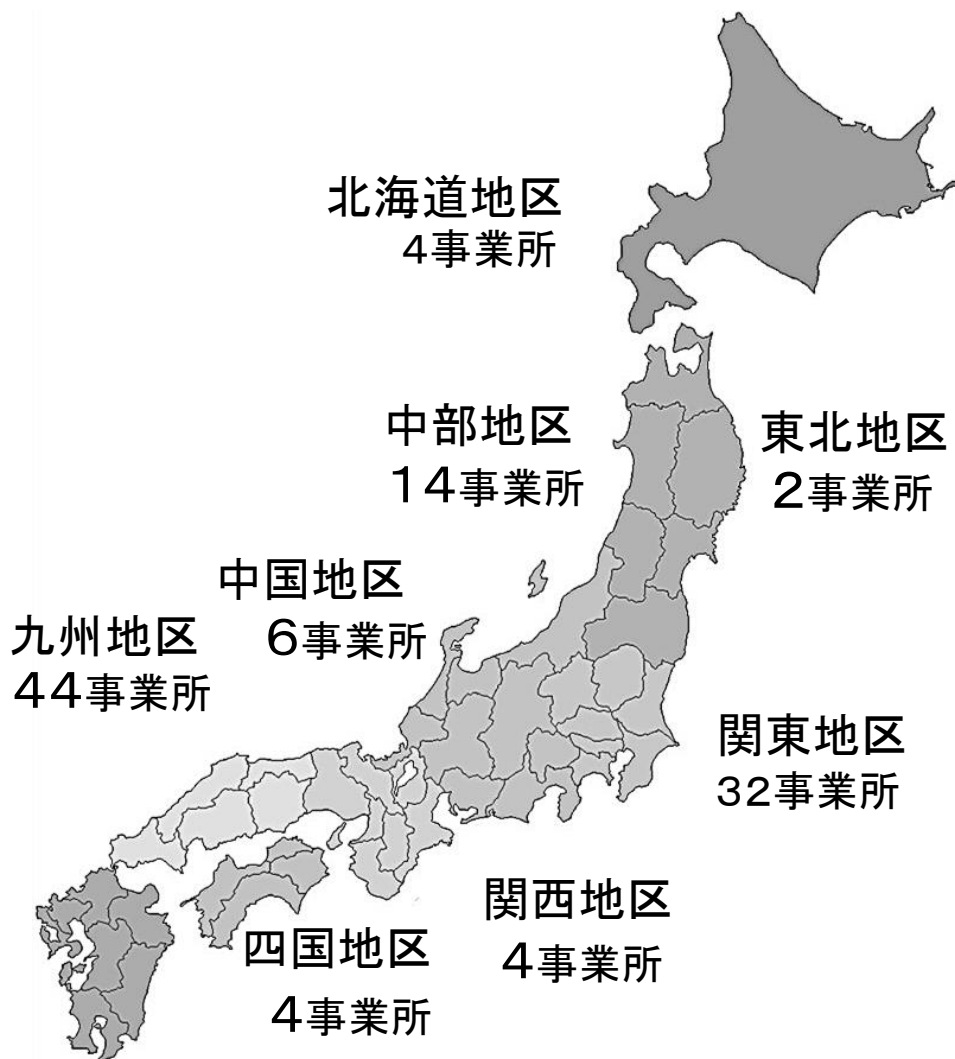 北海道地区
4事業所
中部地区
14事業所
東北地区
2事業所
中国地区
6事業所
九州地区
44事業所
関東地区
32事業所
関西地区
4事業所
四国地区
4事業所